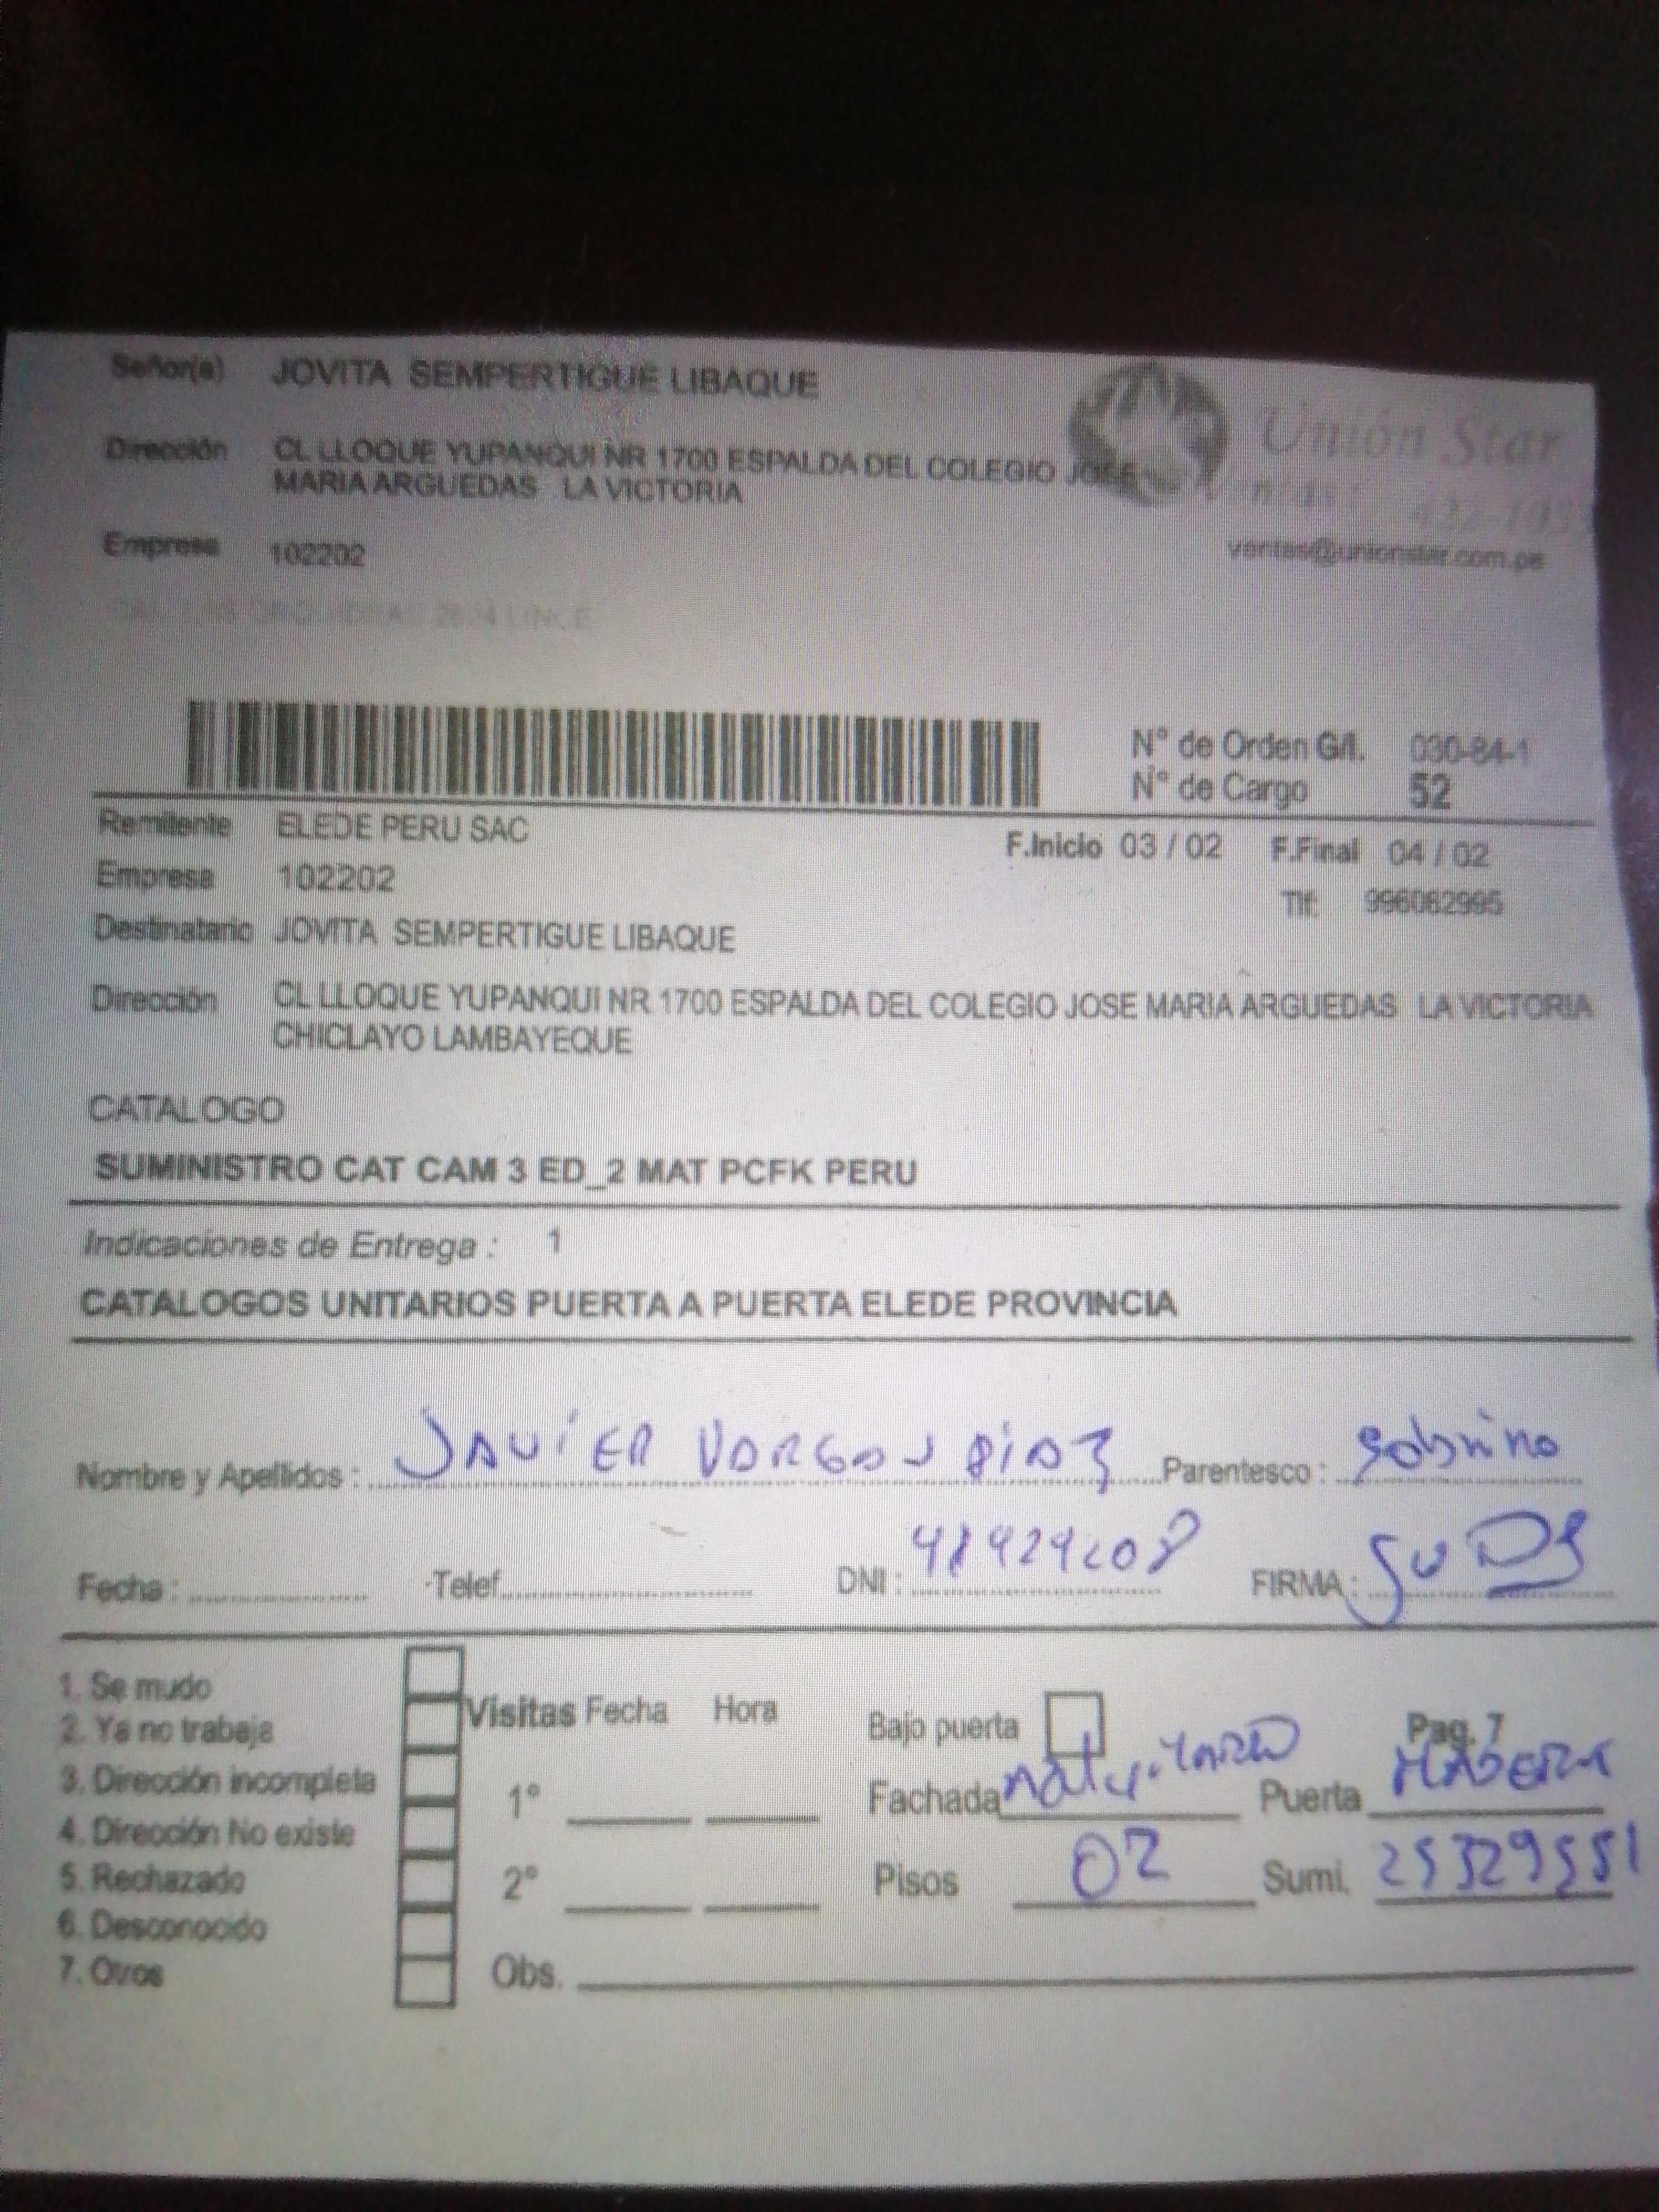 Señor(a) JOVITA SEMPERTIGUE LIBAQUE
Unión Star
Dirección CL LLOQUE YUPANQUI NR 1700 ESPALDA DEL COLEGIO JOSE
MARIA ARGUEDAS LA VICTORIA
Empresa 102202
ventas@unionstar.com.pe
N° de Orden G/I. 030-84-1
N° de Cargo 52
Remitente ELEDE PERU SAC
F.Inicio 03 / 02 F.Final 04 / 02
Empresa 102202
Tlf: 996062995
Destinatario JOVITA SEMPERTIGUE LIBAQUE
Dirección CL LLOQUE YUPANQUI NR 1700 ESPALDA DEL COLEGIO JOSE MARIA ARGUEDAS LA VICTORIA
CHICLAYO LAMBAYEQUE
CATALOGO
SUMINISTRO CAT CAM 3 ED_2 MAT PCFK PERU
Indicaciones de Entrega : 1
CATALOGOS UNITARIOS PUERTA A PUERTA ELEDE PROVINCIA
Nombre y Apellidos : JAVIER VARGAS DIAZ Parentesco : sobrino
Fecha : Telef. DNI : FIRMA :
1. Se mudo
2. Ya no trabaja
3. Dirección incompleta
4. Dirección No existe
5. Rechazado
6. Desconocido
7. Otros
Visitas Fecha Hora
1°
2°
Obs.
Bajo puerta Pag. 7
Fachada Puerta MADERA
Pisos 02 Sumi. 25329551